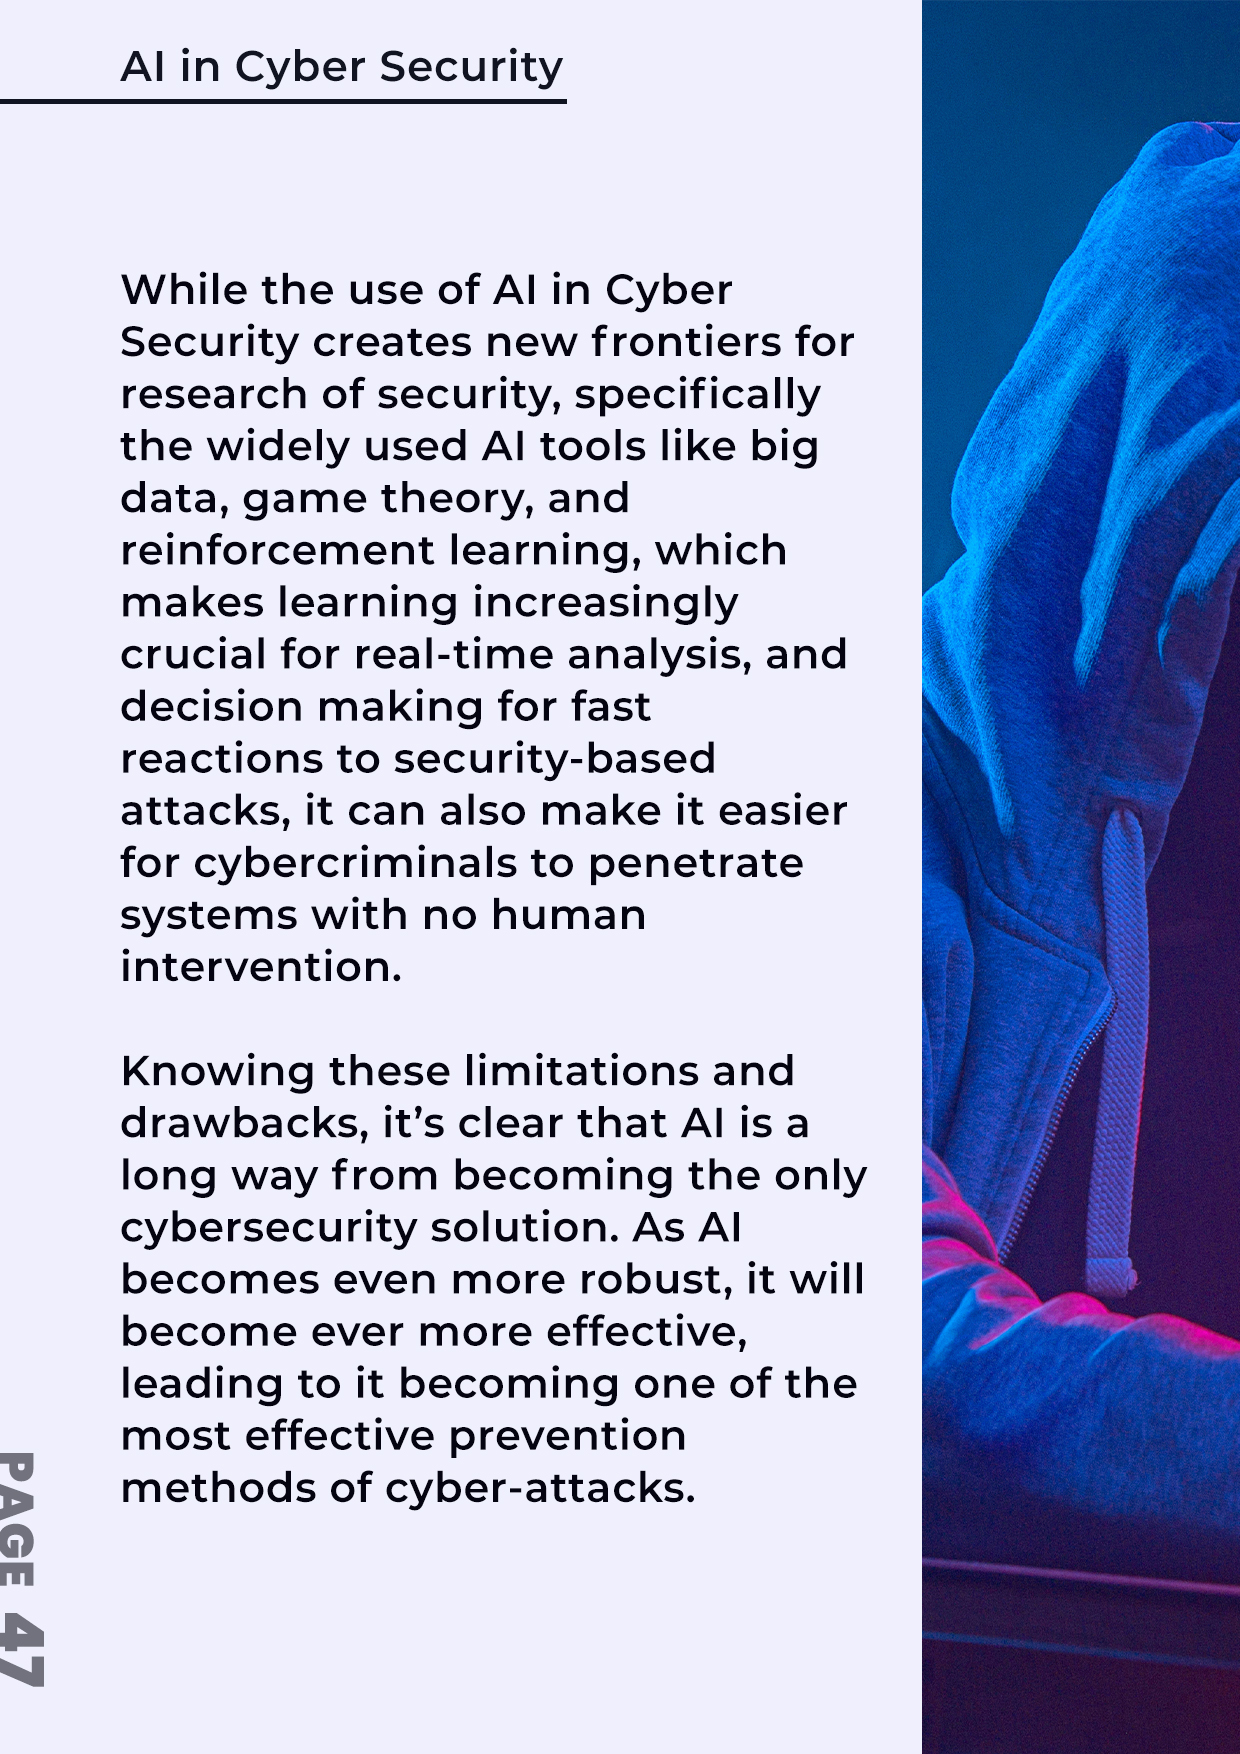 AI in Cyber Security
While the use of AI in Cyber
Security creates new frontiers for
research of security, specifically
the widely used AI tools like big
data, game theory, and
reinforcement learning, which
makes learning increasingly
crucial for real-time analysis, and
decision making for fast
reactions to security-based
attacks, it can also make it easier
for cybercriminals to penetrate
systems with no human
intervention.
Knowing these limitations and
drawbacks, it’s clear that AI is a
long way from becoming the only
cybersecurity solution. As AI
becomes even more robust, it will
become ever more effective,
leading to it becoming one of the
most effective prevention
methods of cyber-attacks.
PAGE 47